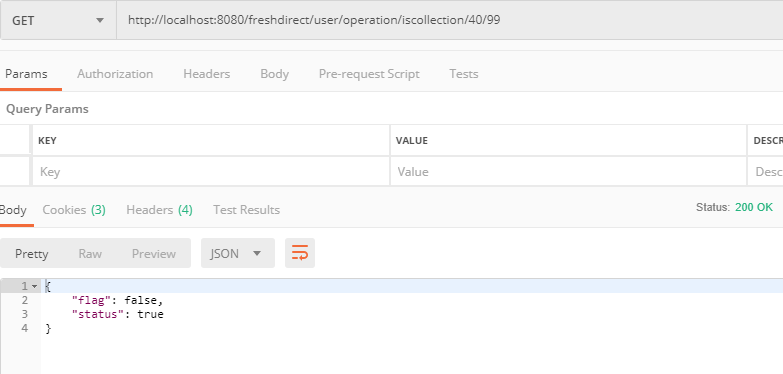 GET http://localhost:8080/freshdirect/user/operation/iscollection/40/99
Params Authorization Headers Body Pre-request Script Tests
Query Params
KEY VALUE DESCR
Key Value Desc
Body Cookies (3) Headers (4) Test Results Status: 200 OK
Pretty Raw Preview JSON
1 {
2 "flag": false,
3 "status": true
4 }